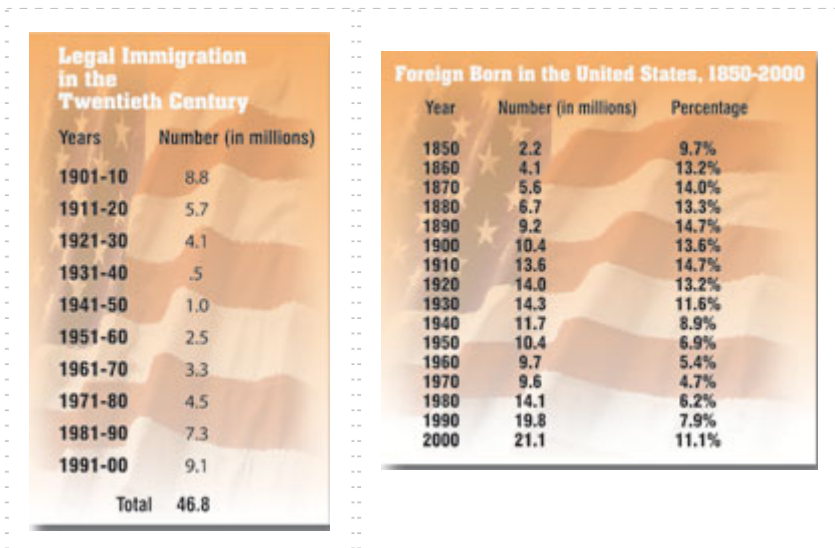 Legal Immigration
in the
Twentieth Century
Years Number (in millions)
1901-10 8.8
1911-20 5.7
1921-30 4.1
1931-40 .5
1941-50 1.0
1951-60 2.5
1961-70 3.3
1971-80 4.5
1981-90 7.3
1991-00 9.1
Total 46.8
Foreign Born in the United States, 1850-2000
Year Number (in millions) Percentage
1850 2.2 9.7%
1860 4.1 13.2%
1870 5.6 14.0%
1880 6.7 13.3%
1890 9.2 14.7%
1900 10.4 13.6%
1910 13.6 14.7%
1920 14.0 13.2%
1930 14.3 11.6%
1940 11.7 8.9%
1950 10.4 6.9%
1960 9.7 5.4%
1970 9.6 4.7%
1980 14.1 6.2%
1990 19.8 7.9%
2000 21.1 11.1%